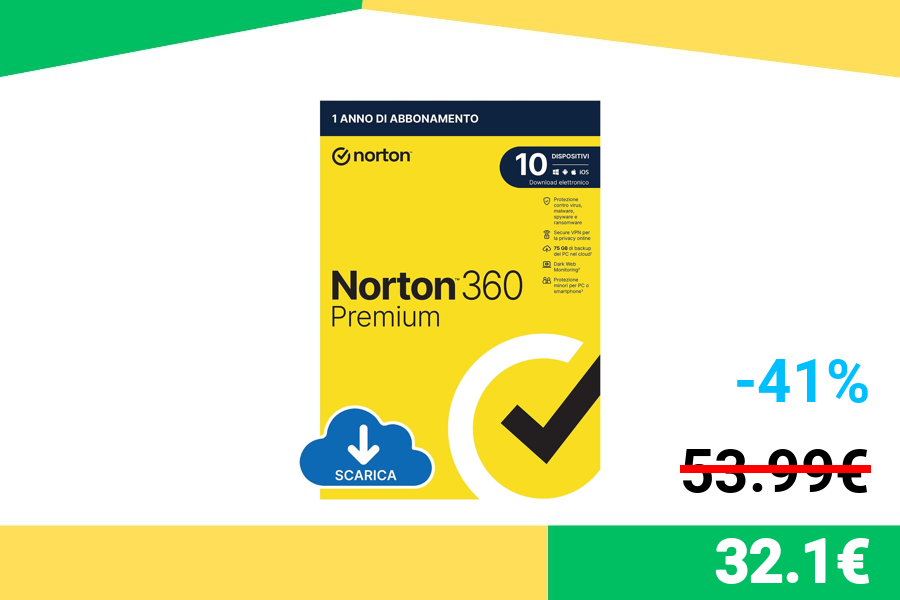 1 ANNO DI ABBONAMENTO
norton
10 DISPOSITIVI
iOS
Download elettronico
Protezione
contro virus,
malware,
spyware e
ransomware
Secure VPN per
la privacy online
75 GB di backup
del PC nel cloud‡
Dark Web
Monitoring
Protezione
minori per PC o
smartphone
Norton™ 360
Premium
SCARICA
-41%
53.99€
32.1€